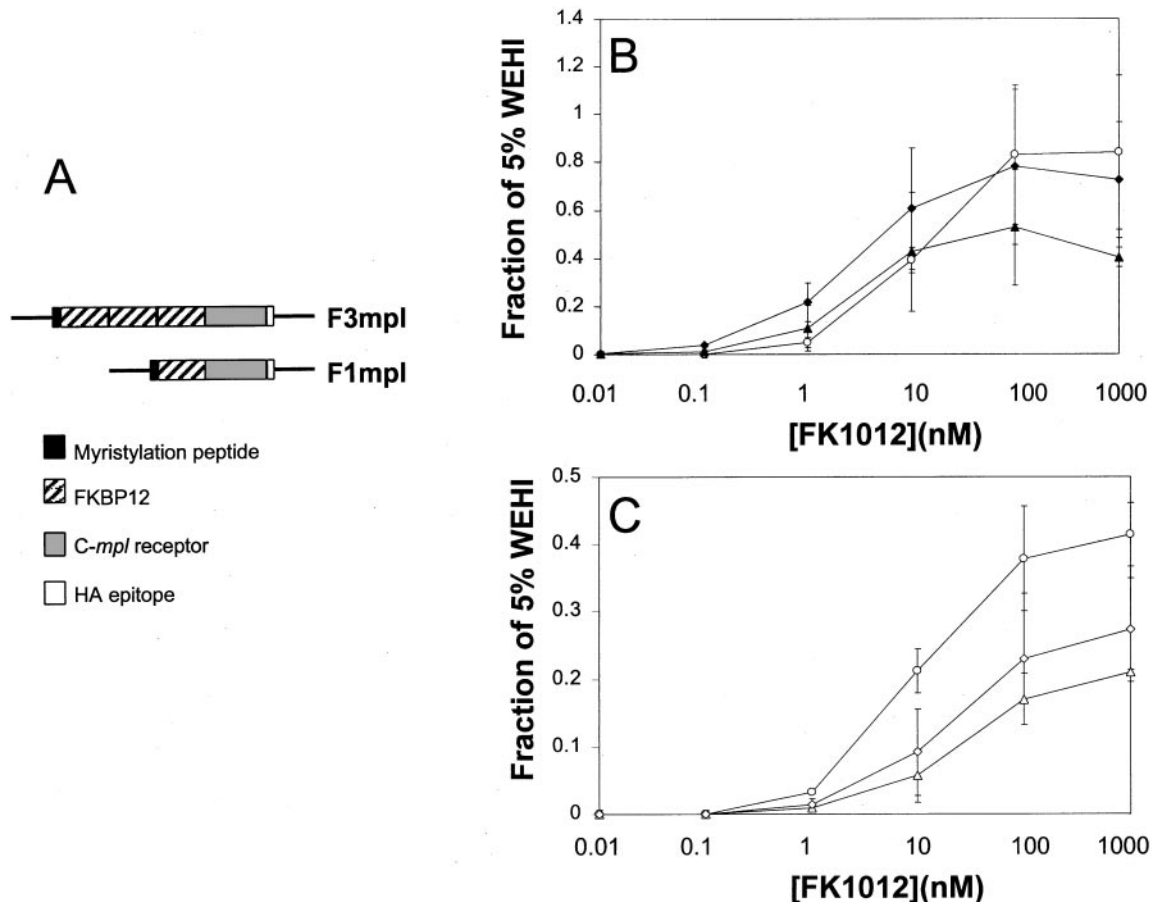 A
F3mpl
F1mpl
Myristylation peptide
FKBP12
C-mpl receptor
HA epitope
B
Fraction of 5% WEHI
1.4
1.2
1
0.8
0.6
0.4
0.2
0
0.01 0.1 1 10 100 1000
[FK1012](nM)
C
Fraction of 5% WEHI
0.5
0.4
0.3
0.2
0.1
0
0.01 0.1 1 10 100 1000
[FK1012](nM)